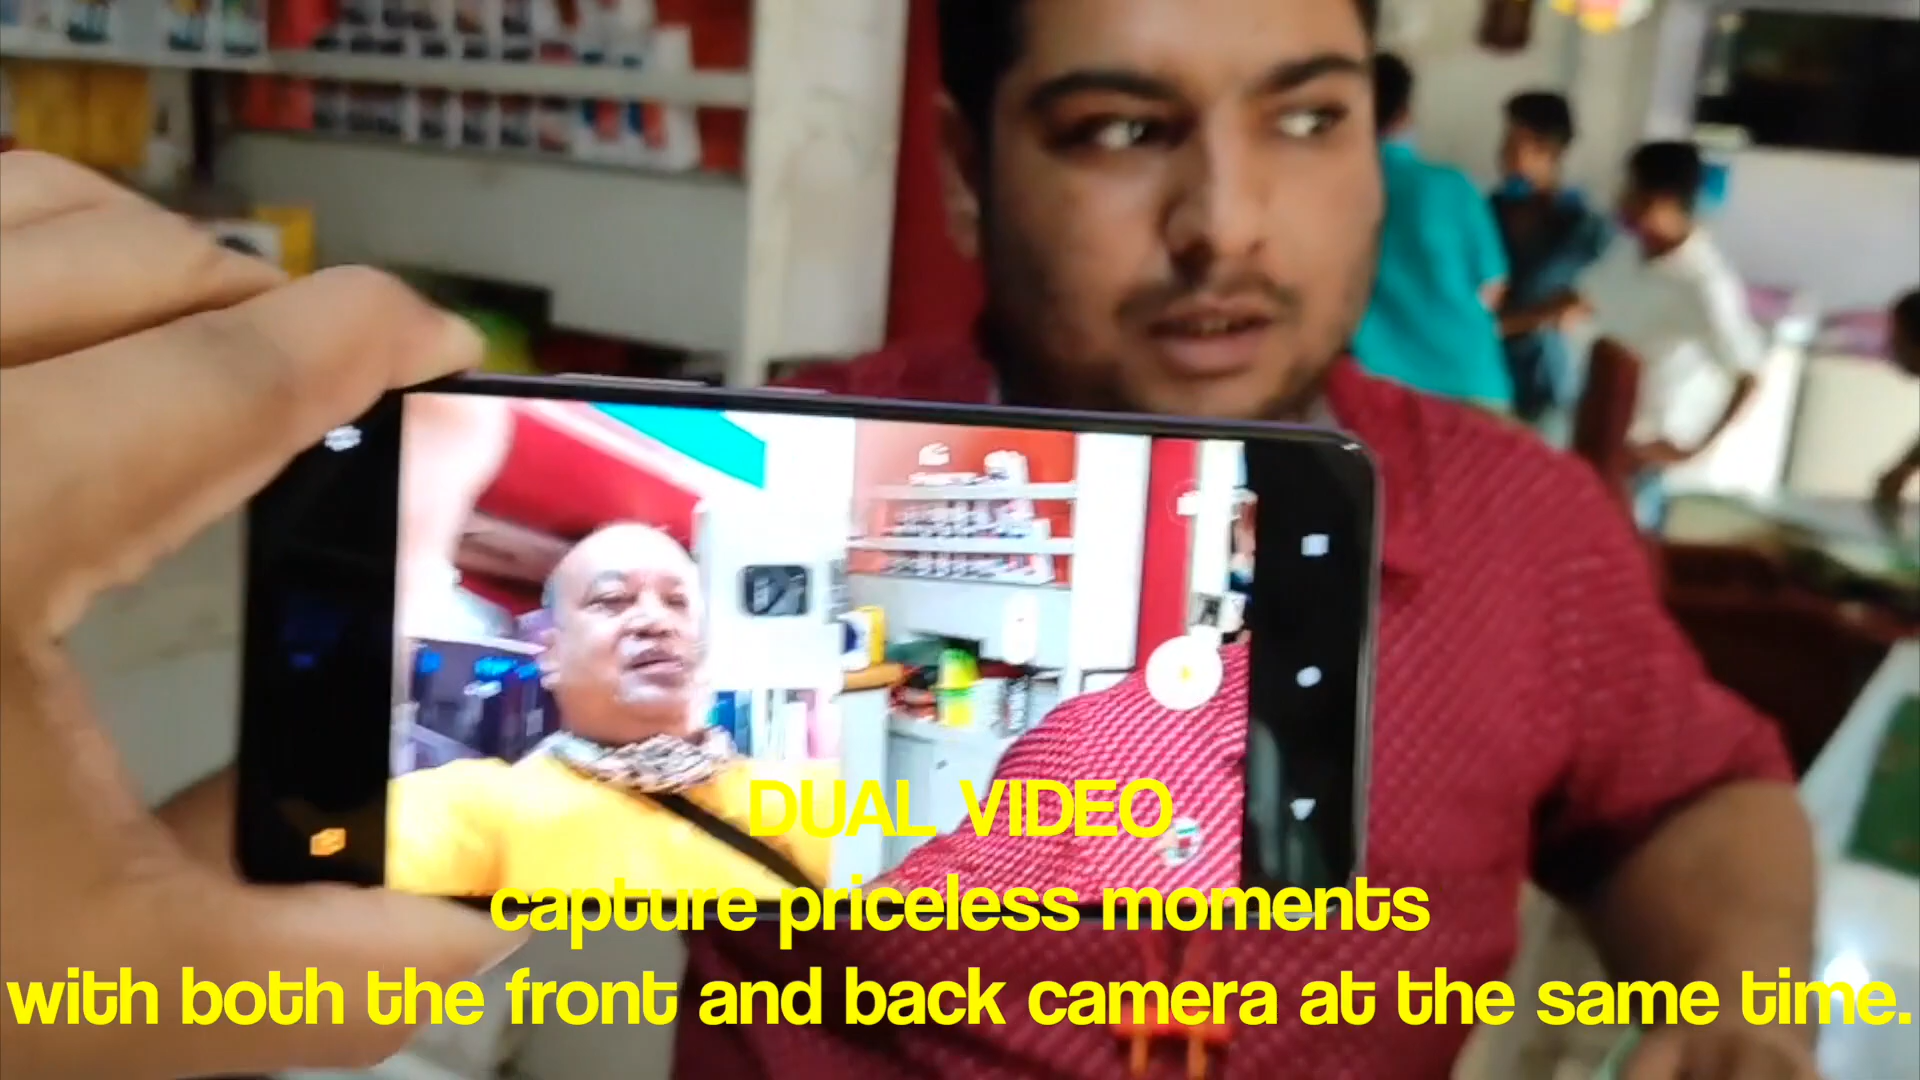 DUAL VIDEO
capture priceless moments
with both the front and back camera at the same time.